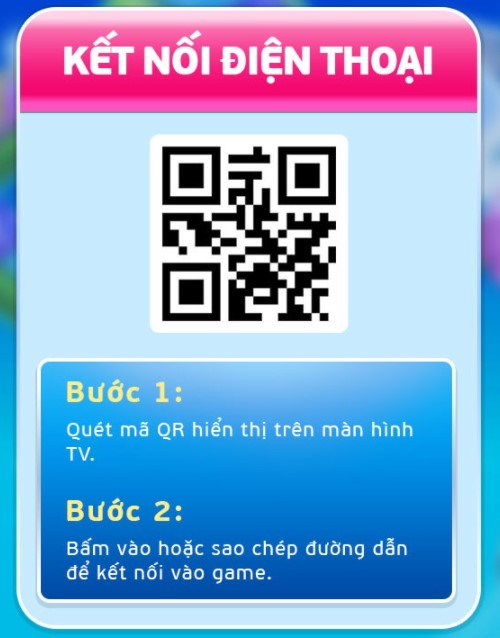 KẾT NỐI ĐIỆN THOẠI
Bước 1:
Quét mã QR hiển thị trên màn hình
TV.
Bước 2:
Bấm vào hoặc sao chép đường dẫn
để kết nối vào game.